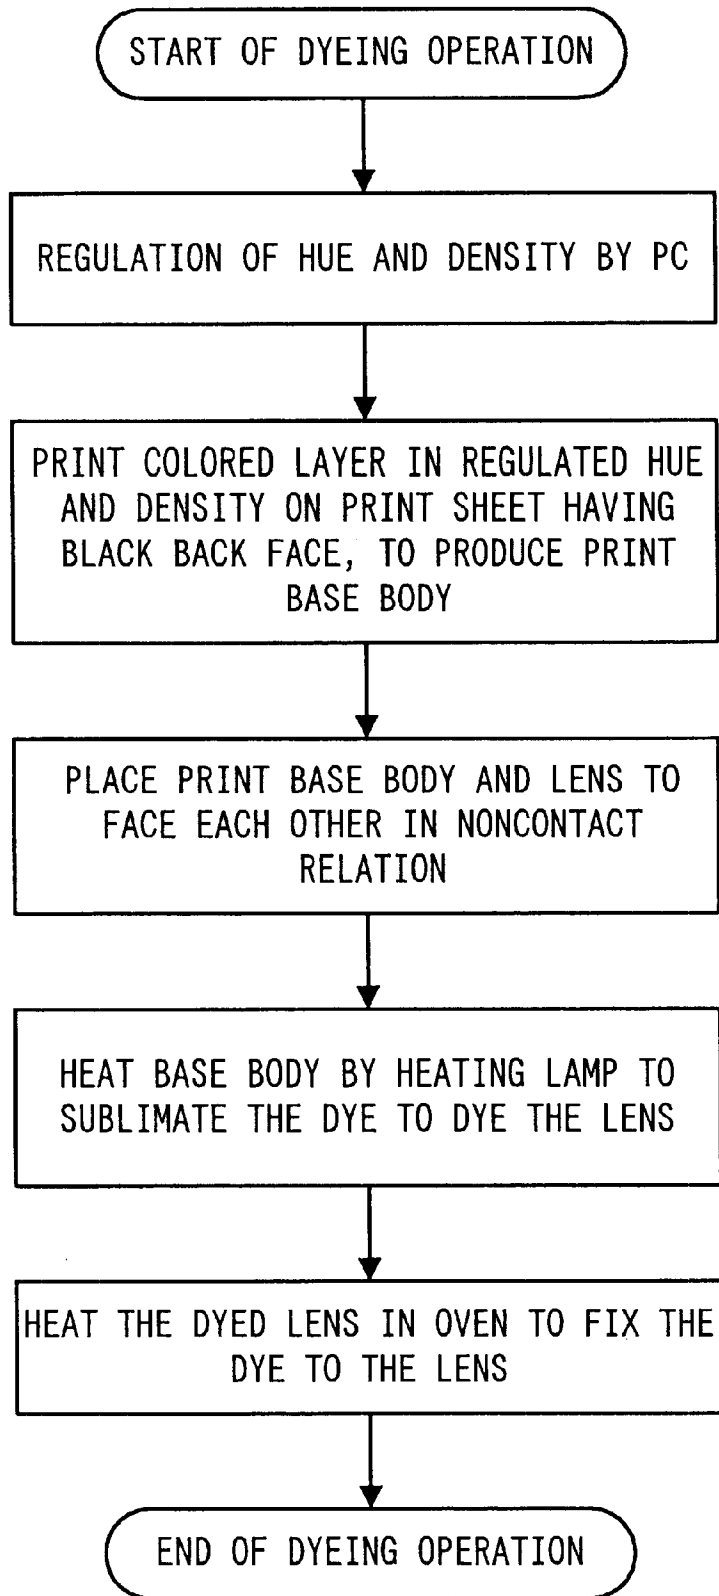 START OF DYEING OPERATION
REGULATION OF HUE AND DENSITY BY PC
PRINT COLORED LAYER IN REGULATED HUE
AND DENSITY ON PRINT SHEET HAVING
BLACK BACK FACE, TO PRODUCE PRINT
BASE BODY
PLACE PRINT BASE BODY AND LENS TO
FACE EACH OTHER IN NONCONTACT
RELATION
HEAT BASE BODY BY HEATING LAMP TO
SUBLIMATE THE DYE TO DYE THE LENS
HEAT THE DYED LENS IN OVEN TO FIX THE
DYE TO THE LENS
END OF DYEING OPERATION